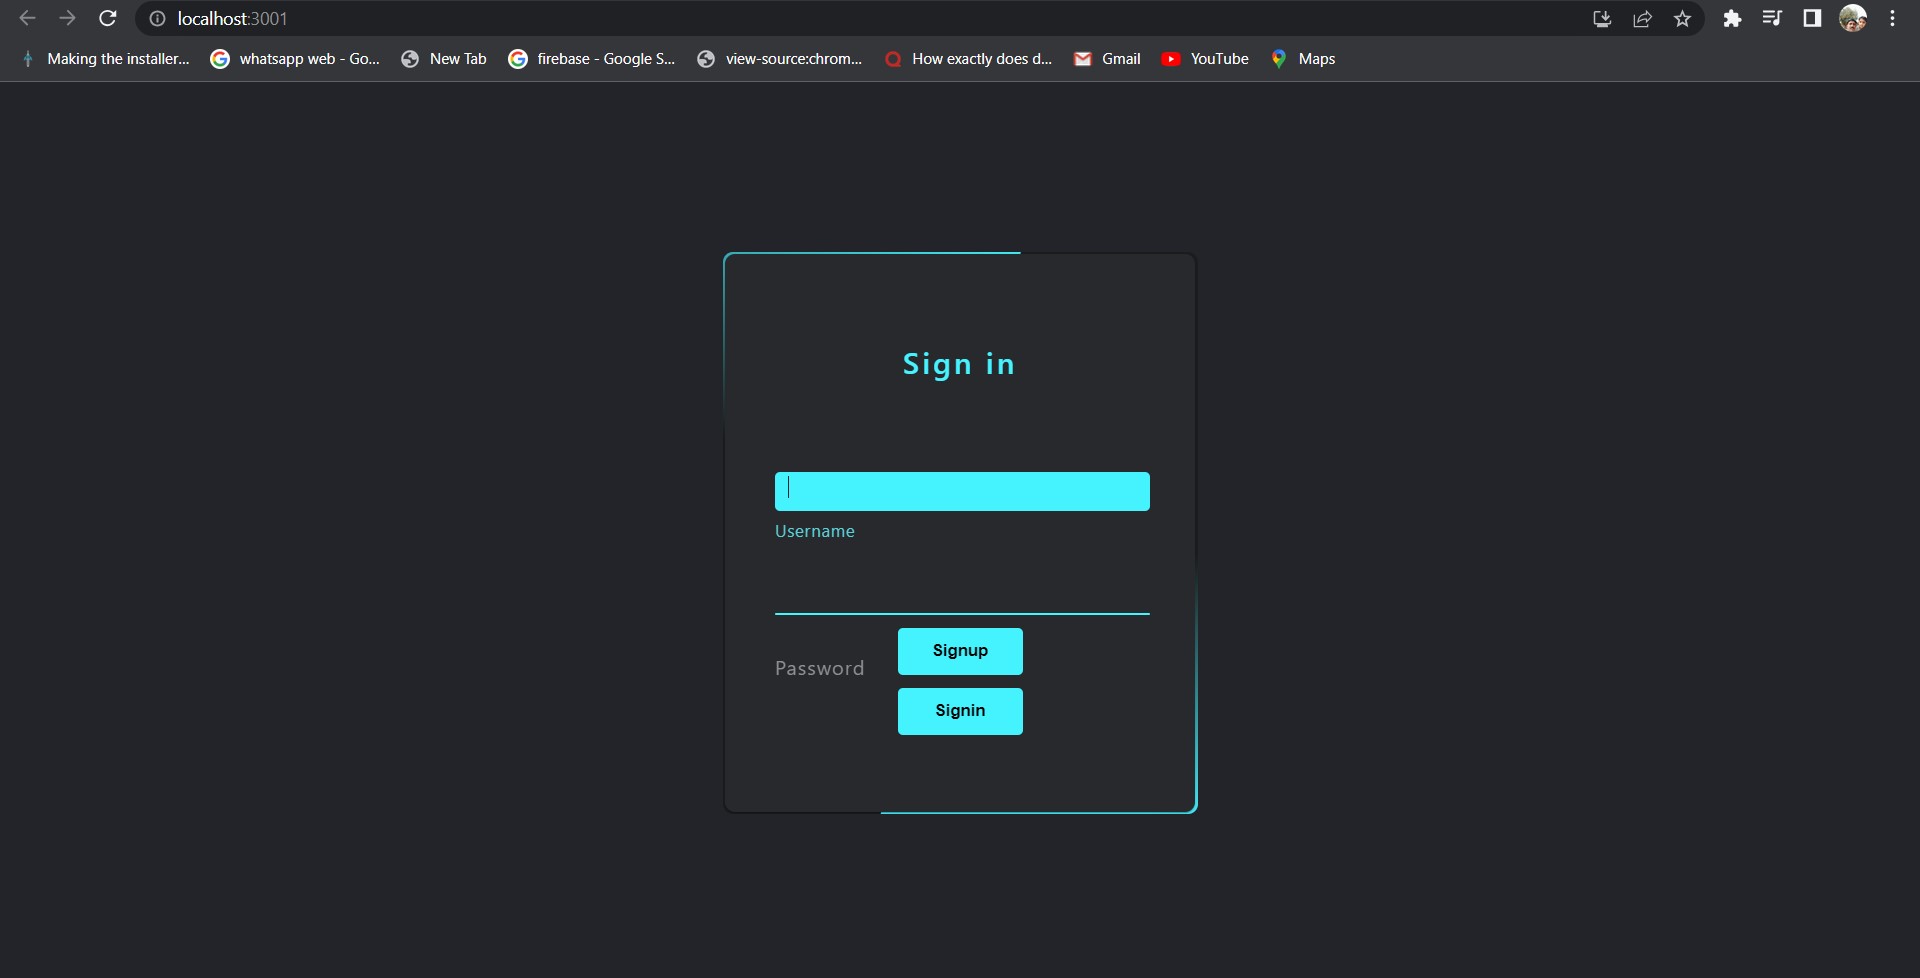 localhost:3001
Making the installer... whatsapp web - Go... New Tab firebase - Google S... view-source:chrom... How exactly does d... Gmail YouTube Maps
Sign in
Username
Signup
Password
Signin